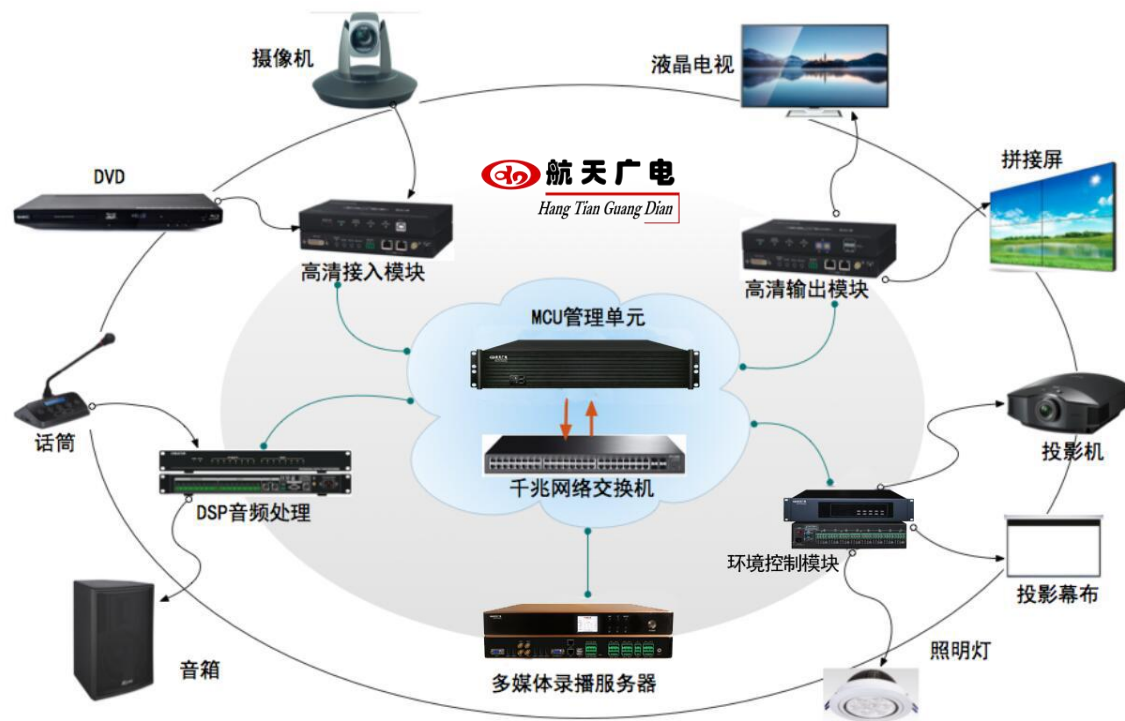 摄像机
液晶电视
航天广电
Hang Tian Guang Dian
拼接屏
DVD
高清接入模块
高清输出模块
MCU管理单元
话筒
投影机
千兆网络交换机
DSP音频处理
环境控制模块
投影幕布
音箱
多媒体录播服务器
照明灯